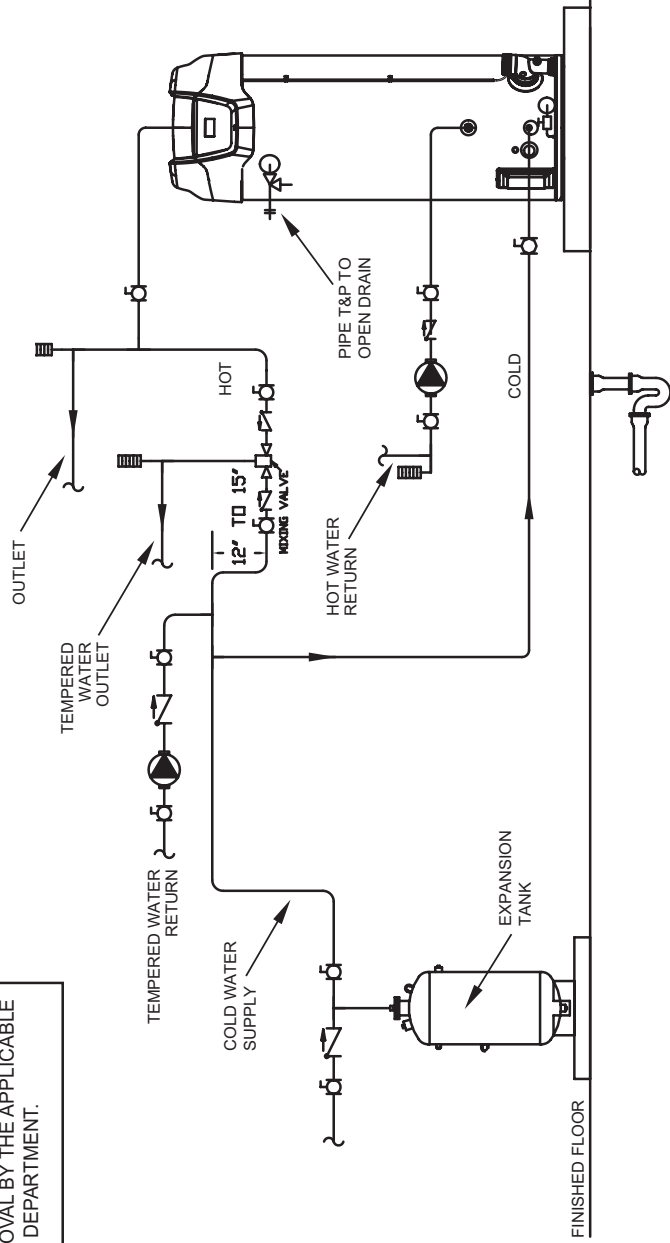 OVAL BY THE APPLICABLE
DEPARTMENT.
OUTLET
TEMPERED
WATER
OUTLET
TEMPERED WATER
RETURN
COLD WATER
SUPPLY
12" TO 15"
MIXING VALVE
HOT
PIPE T&P TO
OPEN DRAIN
HOT WATER
RETURN
COLD
EXPANSION
TANK
FINISHED FLOOR